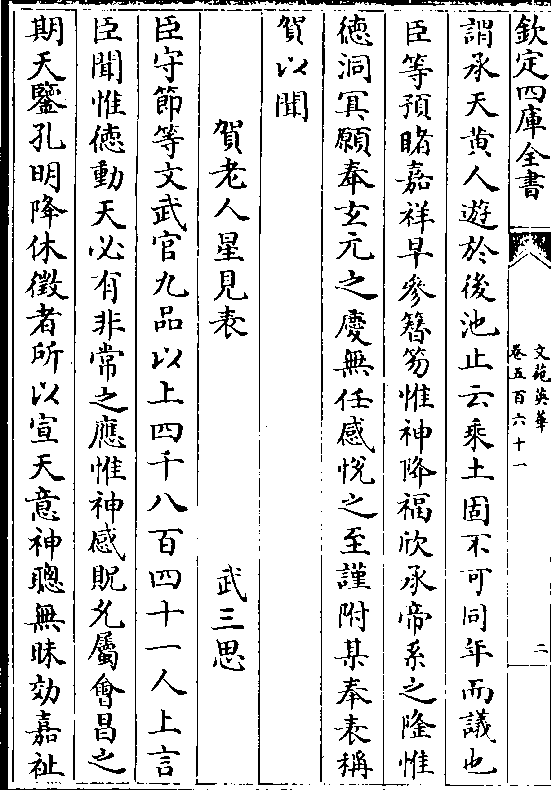 欽定四庫全書
文苑英華
卷五百六十一
二
謂承天黄人遊於後池止云乘土固不可同年而議也
臣等預睹嘉祥早參簪笏惟神降福欣承帝系之隆惟
德洞冥願奉玄元之慶無任感悅之至謹附某奉表稱
賀以聞
賀老人星見表　武三思
臣守節等文武官九品以上四千八百四十一人上言
臣聞惟徳動天必有非常之應惟神感貺允屬會昌之
期天鑒孔明降休徴者所以宣天意神聰無昧効嘉祉